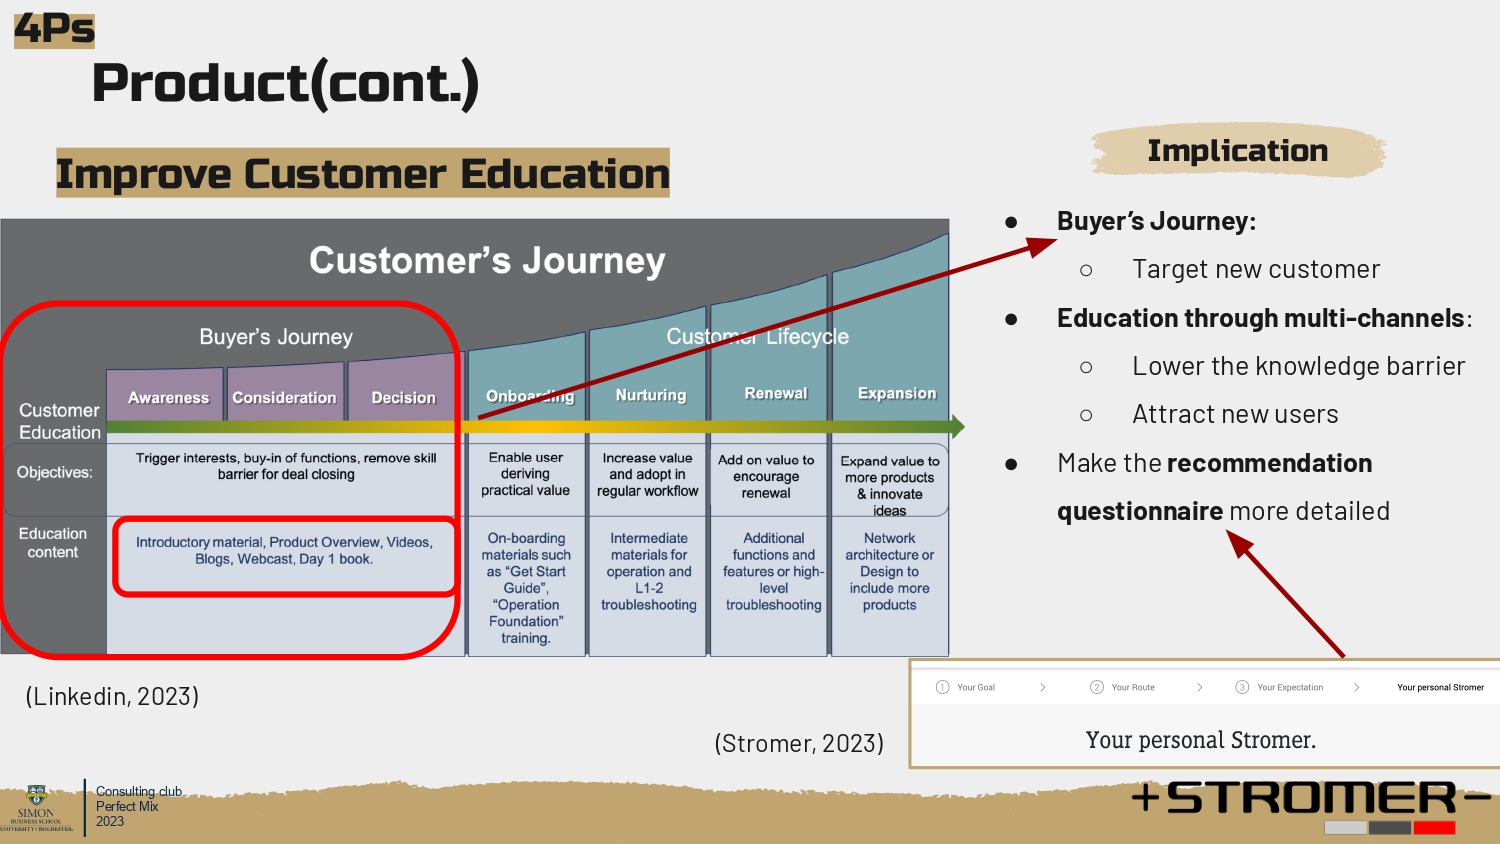 4Ps
Product(cont.)
Improve Customer Education
Customer's Journey
Buyer's Journey
Customer Lifecycle
Awareness
Consideration
Decision
Onboarding
Nurturing
Renewal
Expansion
Customer
Education
Objectives:
Trigger interests, buy-in of functions, remove skill
barrier for deal closing
Enable user
deriving
practical value
Increase value
and adopt in
regular workflow
Add on value to
encourage
renewal
Expand value to
more products
& innovate
ideas
Education
content
Introductory material, Product Overview, Videos,
Blogs, Webcast, Day 1 book.
On-boarding
materials such
as “Get Start
Guide”,
“Operation
Foundation”
training.
Intermediate
materials for
operation and
L1-2
troubleshooting
Additional
functions and
features or high-
level
troubleshooting
Network
architecture or
Design to
include more
products
(Linkedin, 2023)
Implication
● Buyer’s Journey:
○ Target new customer
● Education through multi-channels:
○ Lower the knowledge barrier
○ Attract new users
● Make the recommendation
questionnaire more detailed
(Stromer, 2023)
1 Your Goal > 2 Your Route > 3 Your Expectation > Your personal Stromer
Your personal Stromer.
SIMON
BUSINESS SCHOOL
UNIVERSITY of ROCHESTER
Consulting club
Perfect Mix
2023
+STROMER−